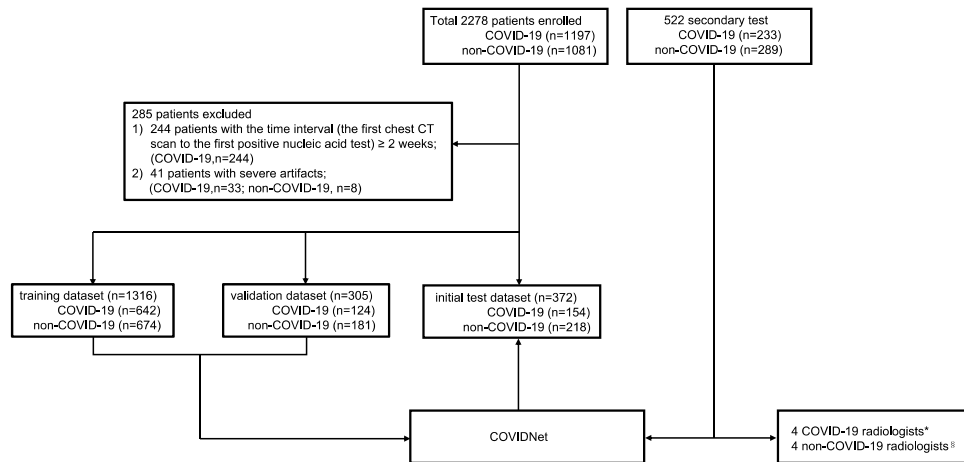 Total 2278 patients enrolled
COVID-19 (n=1197)
non-COVID-19 (n=1081)
522 secondary test
COVID-19 (n=233)
non-COVID-19 (n=289)
285 patients excluded
1) 244 patients with the time interval (the first chest CT
scan to the first positive nucleic acid test) ≥ 2 weeks;
(COVID-19,n=244)
2) 41 patients with severe artifacts;
(COVID-19,n=33; non-COVID-19, n=8)
training dataset (n=1316)
COVID-19 (n=642)
non-COVID-19 (n=674)
validation dataset (n=305)
COVID-19 (n=124)
non-COVID-19 (n=181)
initial test dataset (n=372)
COVID-19 (n=154)
non-COVID-19 (n=218)
COVIDNet
4 COVID-19 radiologists*
4 non-COVID-19 radiologists§